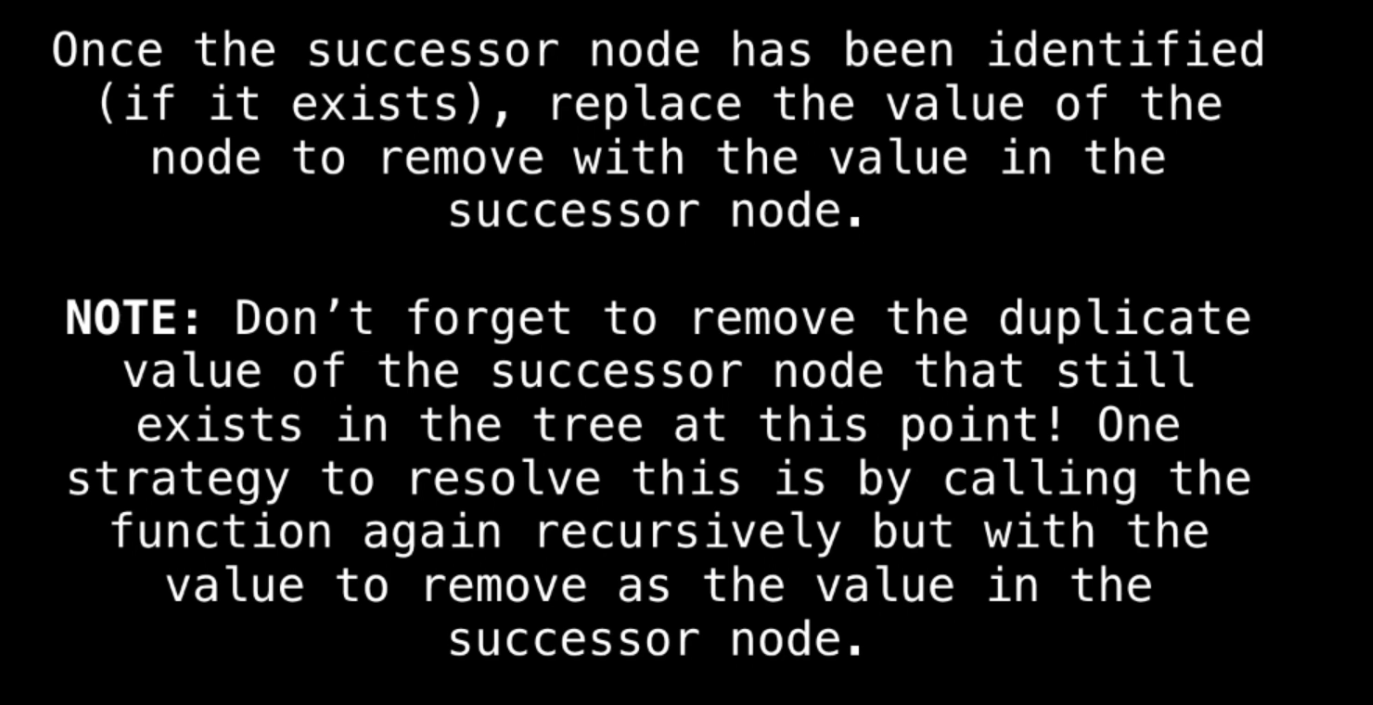 Once the successor node has been identified
(if it exists), replace the value of the
node to remove with the value in the
successor node.
NOTE: Don’t forget to remove the duplicate
value of the successor node that still
exists in the tree at this point! One
strategy to resolve this is by calling the
function again recursively but with the
value to remove as the value in the
successor node.